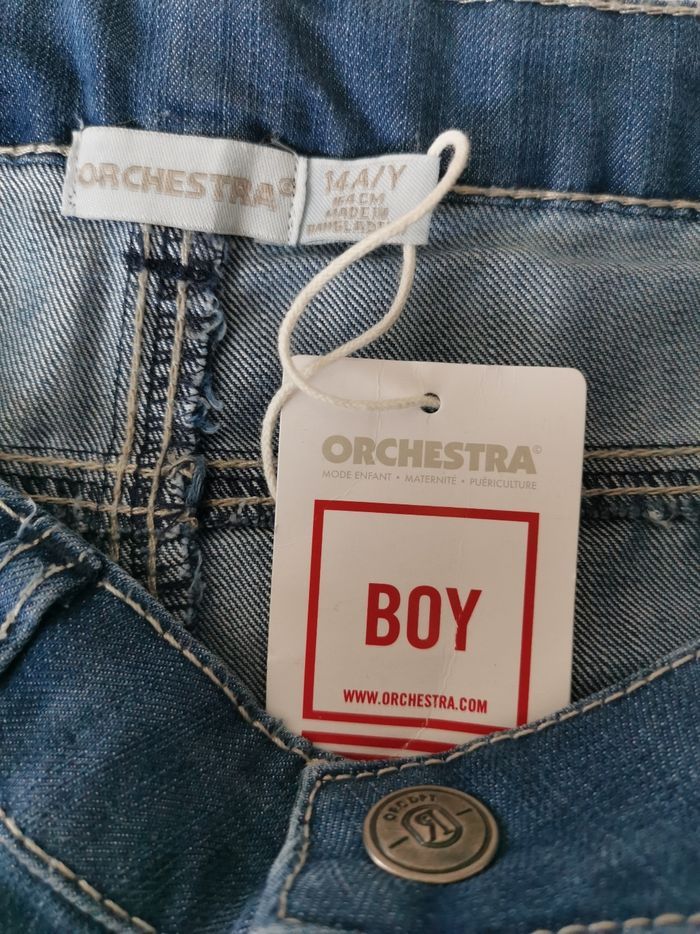 ORCHESTRA©
14A/Y
164CM
MADE IN
ORCHESTRA©
MODE ENFANT • MATERNITÉ • PUÉRICULTURE
BOY
WWW.ORCHESTRA.COM